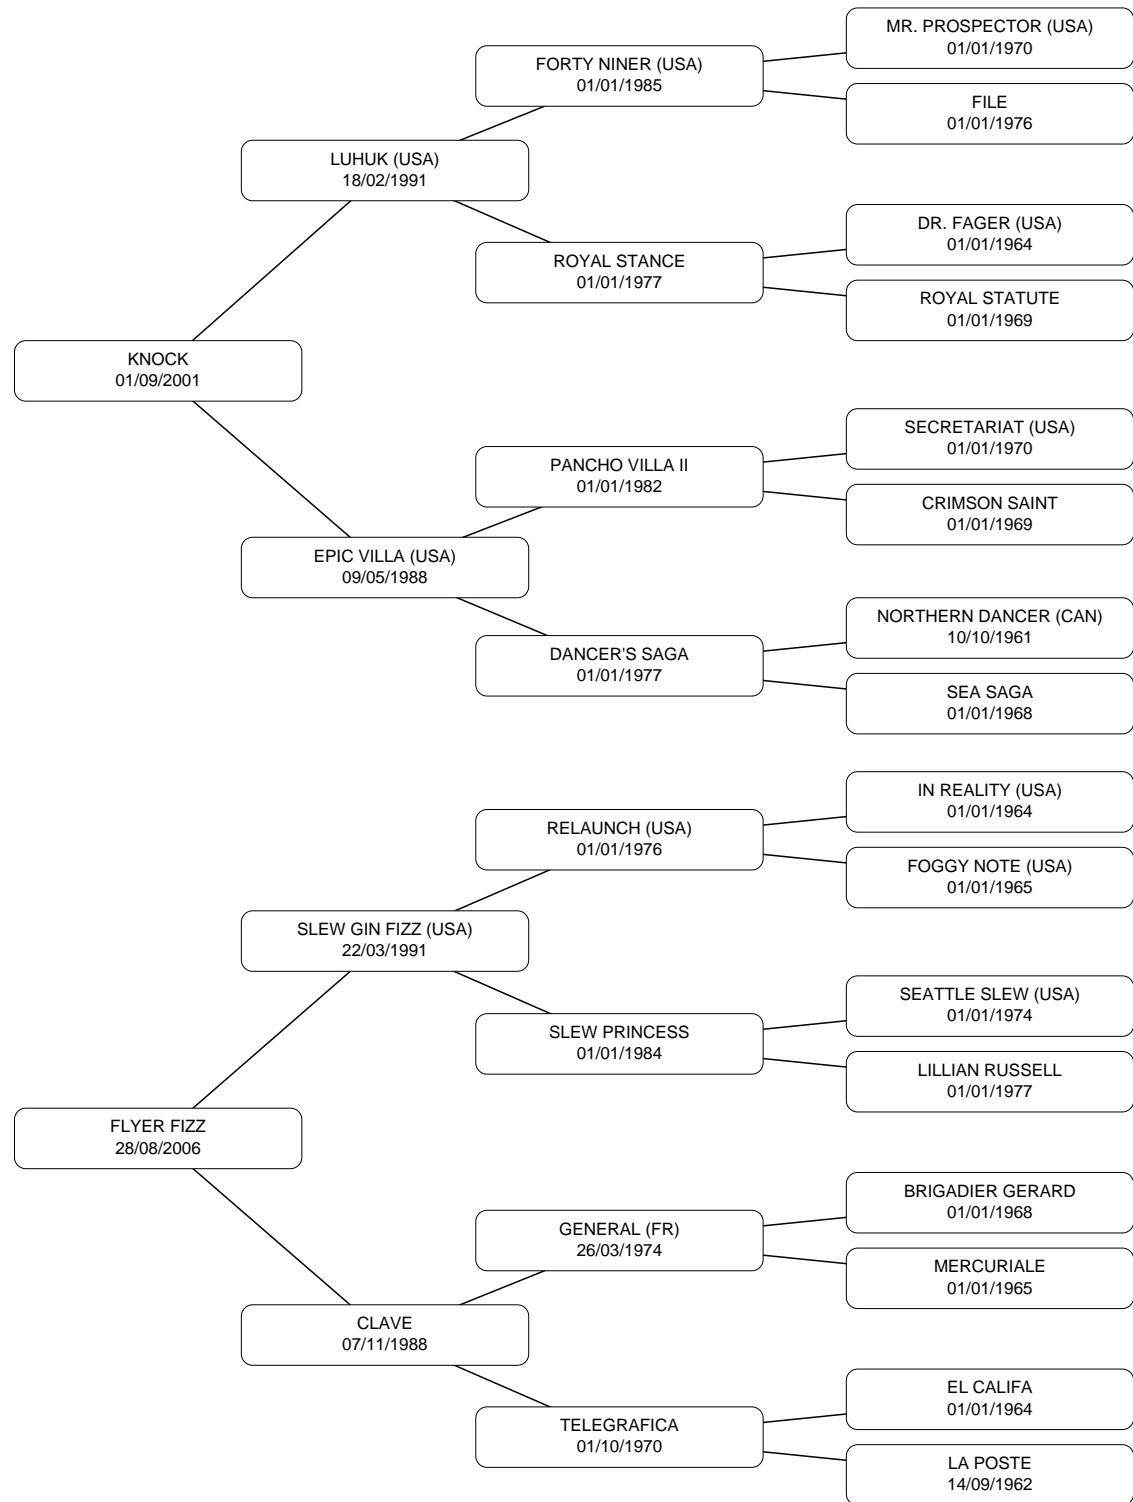 MR. PROSPECTOR (USA)
01/01/1970
FORTY NINER (USA)
01/01/1985
FILE
01/01/1976
LUHUK (USA)
18/02/1991
DR. FAGER (USA)
01/01/1964
ROYAL STANCE
01/01/1977
ROYAL STATUTE
01/01/1969
KNOCK
01/09/2001
SECRETARIAT (USA)
01/01/1970
PANCHO VILLA II
01/01/1982
CRIMSON SAINT
01/01/1969
EPIC VILLA (USA)
09/05/1988
NORTHERN DANCER (CAN)
10/10/1961
DANCER'S SAGA
01/01/1977
SEA SAGA
01/01/1968
IN REALITY (USA)
01/01/1964
RELAUNCH (USA)
01/01/1976
FOGGY NOTE (USA)
01/01/1965
SLEW GIN FIZZ (USA)
22/03/1991
SEATTLE SLEW (USA)
01/01/1974
SLEW PRINCESS
01/01/1984
LILLIAN RUSSELL
01/01/1977
FLYER FIZZ
28/08/2006
BRIGADIER GERARD
01/01/1968
GENERAL (FR)
26/03/1974
MERCURIALE
01/01/1965
CLAVE
07/11/1988
EL CALIFA
01/01/1964
TELEGRAFICA
01/10/1970
LA POSTE
14/09/1962